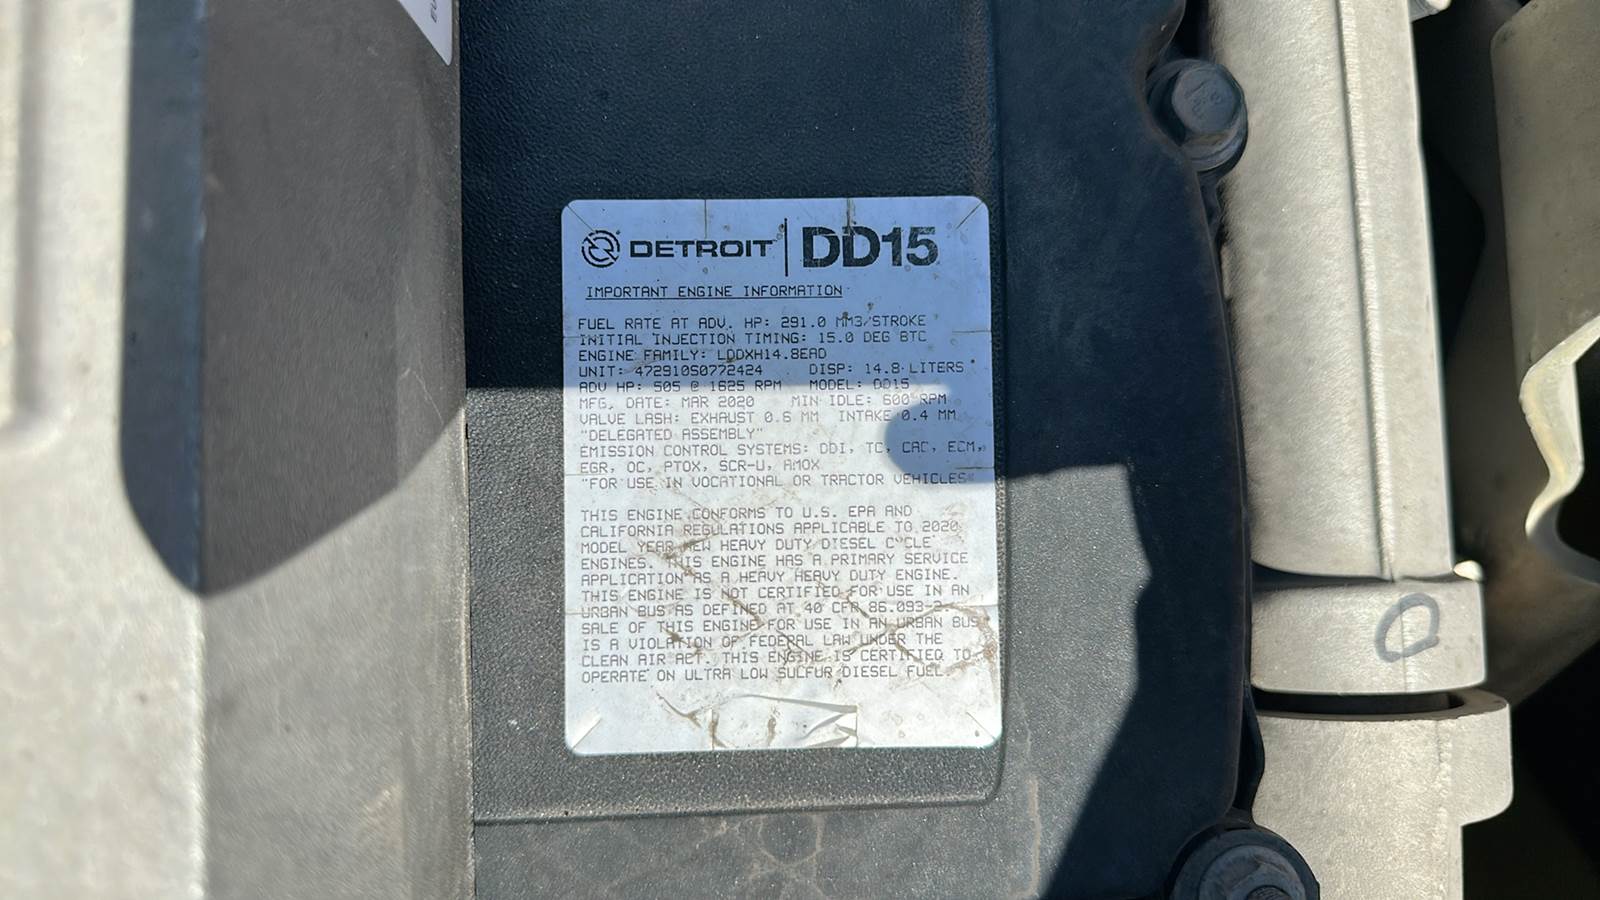 DETROIT DD15
IMPORTANT ENGINE INFORMATION
FUEL RATE AT ADV. HP: 291.0 MM3/STROKE
INITIAL INJECTION TIMING: 15.0 DEG BTC
ENGINE FAMILY: LDDXH14.8EAD
UNIT: 472910S0772424 DISP: 14.8 LITERS
ADV HP: 505 @ 1625 RPM MODEL: DD15
MFG, DATE: MAR 2020 MIN IDLE: 600 RPM
VALVE LASH: EXHAUST 0.6 MM INTAKE 0.4 MM
"DELEGATED ASSEMBLY"
EMISSION CONTROL SYSTEMS: DDI, TC, CAC, ECM,
EGR, OC, PTOX, SCR-U, AMOX
"FOR USE IN VOCATIONAL OR TRACTOR VEHICLES"
THIS ENGINE CONFORMS TO U.S. EPA AND
CALIFORNIA REGULATIONS APPLICABLE TO 2020
MODEL YEAR NEW HEAVY DUTY DIESEL CYCLE
ENGINES. THIS ENGINE HAS A PRIMARY SERVICE
APPLICATION AS A HEAVY HEAVY DUTY ENGINE.
THIS ENGINE IS NOT CERTIFIED FOR USE IN AN
URBAN BUS AS DEFINED AT 40 CFR 86.093-2.
SALE OF THIS ENGINE FOR USE IN AN URBAN BUS
IS A VIOLATION OF FEDERAL LAW UNDER THE
CLEAN AIR ACT. THIS ENGINE IS CERTIFIED TO
OPERATE ON ULTRA LOW SULFUR DIESEL FUEL.